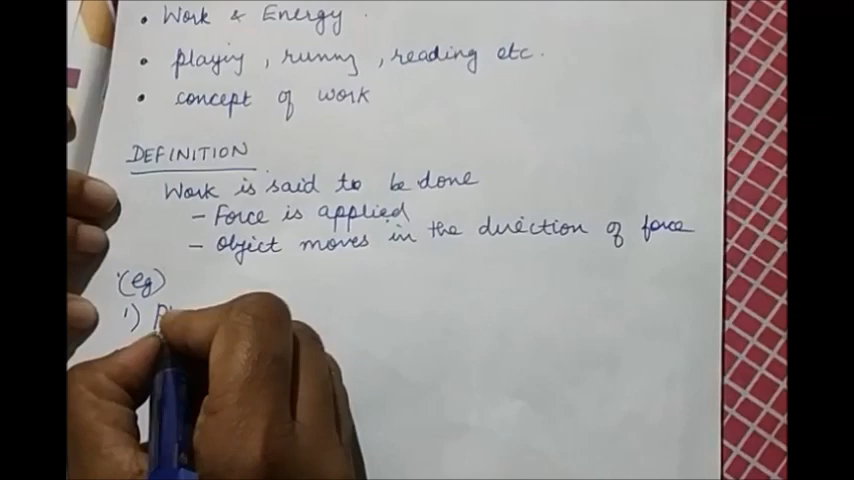 • Work & Energy .
• playing , runng , reading etc .
• concept of work
DEFINITION
Work is said to be done
- Force is applied
- Object moves in the direction of force
(eg)
1)